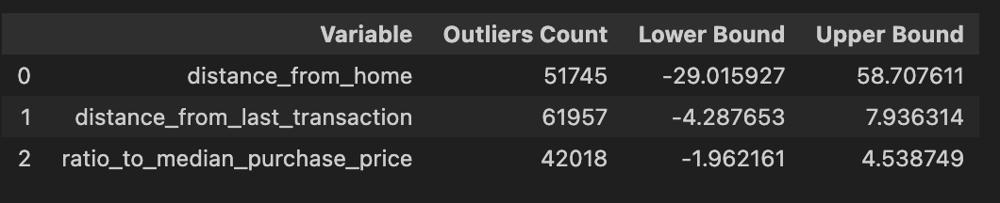 Variable Outliers Count Lower Bound Upper Bound
0 distance_from_home 51745 -29.015927 58.707611
1 distance_from_last_transaction 61957 -4.287653 7.936314
2 ratio_to_median_purchase_price 42018 -1.962161 4.538749